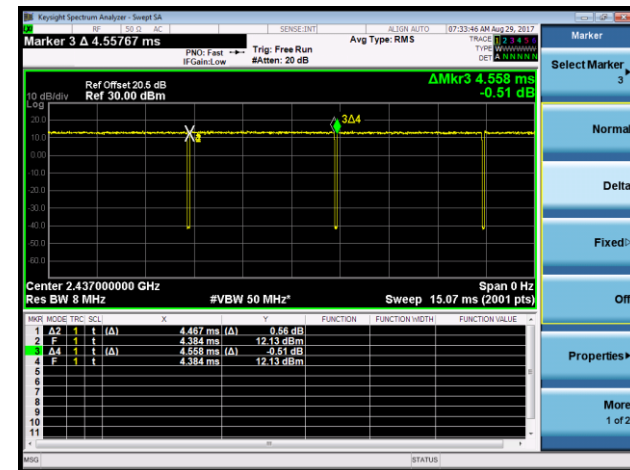 Keysight Spectrum Analyzer - Swept SA
RF 50 Ω AC SENSE:INT ALIGN AUTO 07:33:46 AM Aug 29, 2017
Marker 3 Δ 4.55767 ms
PNO: Fast
IFGain:Low
Trig: Free Run
#Atten: 20 dB
Avg Type: RMS
TRACE 1 2 3 4 5
TYPE WWWWWW
DET A NNNNN
Ref Offset 20.5 dB
10 dB/div Ref 30.00 dBm
Log
ΔMkr3 4.558 ms
-0.51 dB
20.0
10.0
0.00
-10.0
-20.0
-30.0
-40.0
-50.0
-60.0
3Δ4
Center 2.437000000 GHz Span 0 Hz
Res BW 8 MHz #VBW 50 MHz* Sweep 15.07 ms (2001 pts)
MKR MODE TRC SCL X Y FUNCTION FUNCTION WIDTH FUNCTION VALUE
1 Δ2 1 t (Δ) 4.467 ms (Δ) 0.56 dB
2 F 1 t 4.384 ms 12.13 dBm
3 Δ4 1 t (Δ) 4.558 ms (Δ) -0.51 dB
4 F 1 t 4.384 ms 12.13 dBm
5
6
7
8
9
10
11
MSG STATUS
Marker
Select Marker
3
Normal
Delta
Fixed
Off
Properties
More
1 of 2